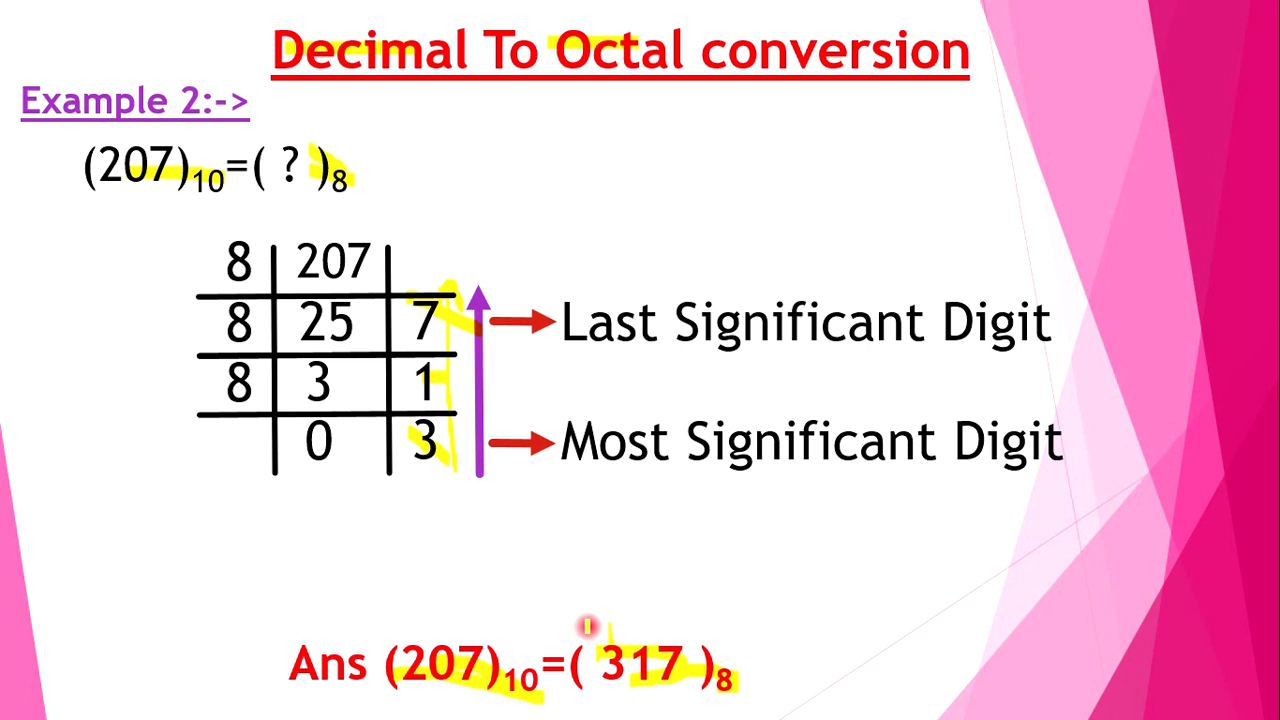 Decimal To Octal conversion
Example 2:->
(207)10=( ? )8
8 207
8 25 7 Last Significant Digit
8 3 1
0 3 Most Significant Digit
Ans (207)10=( 317 )8